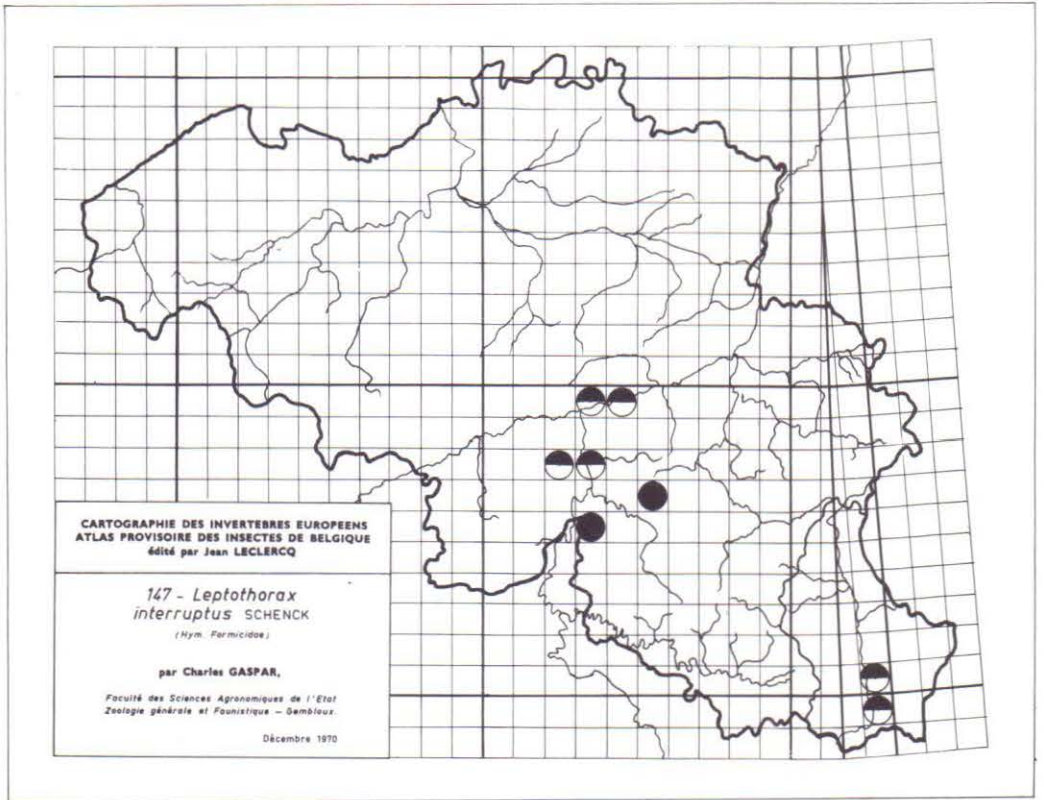 CARTOGRAPHIE DES INVERTEBRES EUROPEENS
ATLAS PROVISOIRE DES INSECTES DE BELGIQUE
édité par Jean LECLERCQ
147 – Leptothorax
interruptus SCHENCK
(Hym. Formicidae)
par Charles GASPAR,
Faculté des Sciences Agronomiques de l'Etat
Zoologie générale et Faunistique – Gembloux.
Décembre 1970